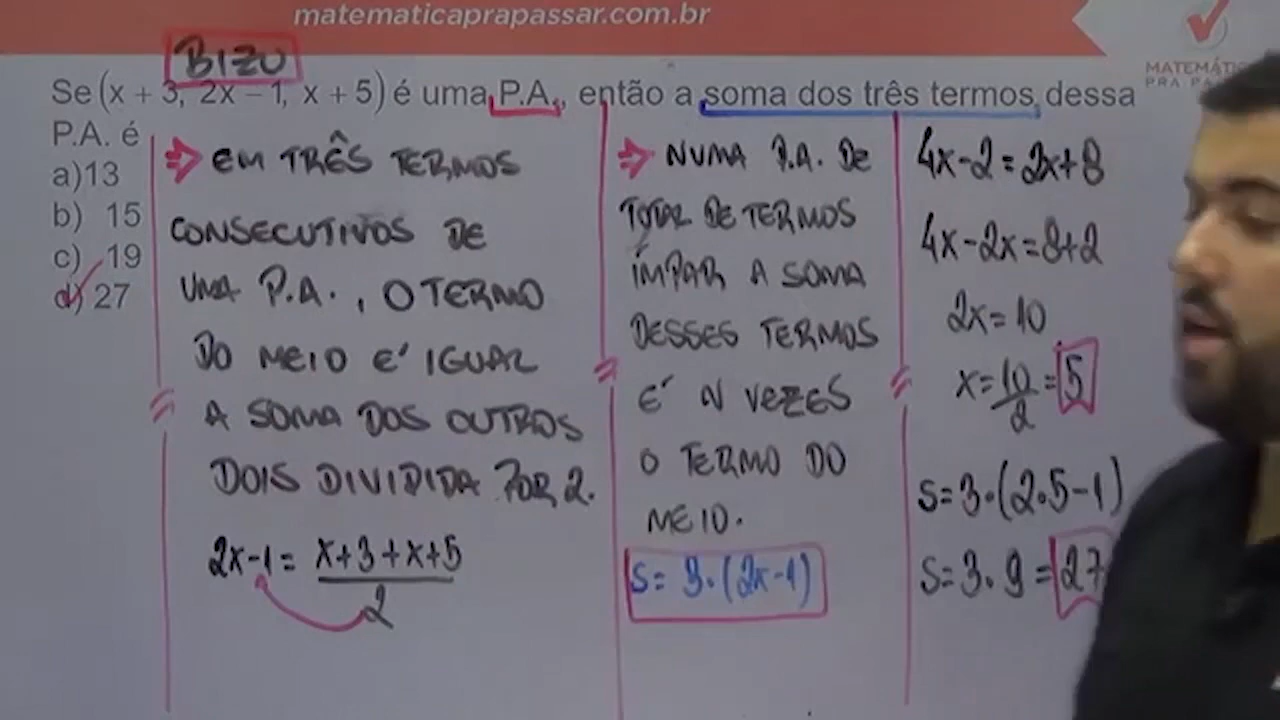 matematicaprapassar.com.br
MATEMÁTICA
PRA PA
BIZU
Se (x + 3, 2x – 1, x + 5) é uma P.A., então a soma dos três termos dessa
P.A. é
a)13
b) 15
c) 19
d) 27
⇒ EM TRÊS TERMOS
CONSECUTIVOS DE
UMA P.A., O TERMO
DO MEIO É IGUAL
A SOMA DOS OUTROS
DOIS DIVIDIDA POR 2.
2x-1 = x+3+x+5
2
⇒ NUMA P.A. DE
TOTAL DE TERMOS
ÍMPAR A SOMA
DESSES TERMOS
É N VEZES
O TERMO DO
MEIO.
S = 3·(2x-1)
4x-2=2x+8
4x-2x=8+2
2x=10
x=10/2=5
S=3·(2·5-1)
S=3·9=27